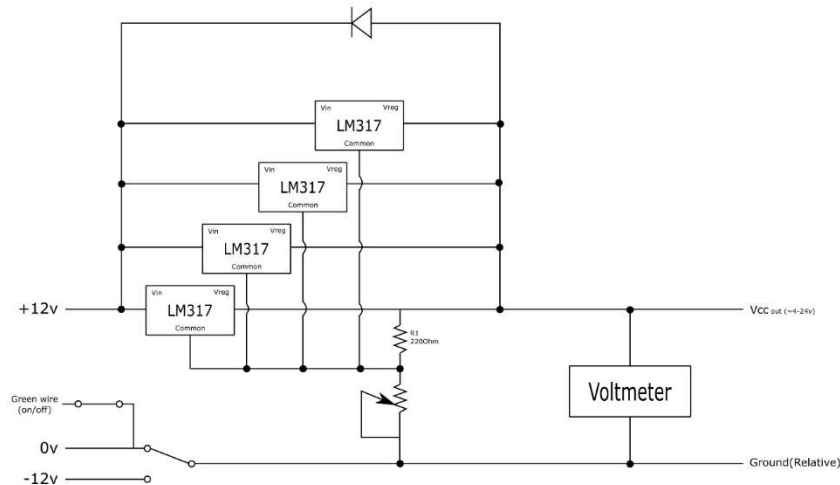 Vin
Vreg
LM317
Common
Vin
Vreg
LM317
Common
Vin
Vreg
LM317
Common
+12v
Vin
Vreg
LM317
Common
Vcc out (~4-24v)
R1
220Ohm
Voltmeter
Green wire
(on/off)
0v
-12v
Ground(Relative)